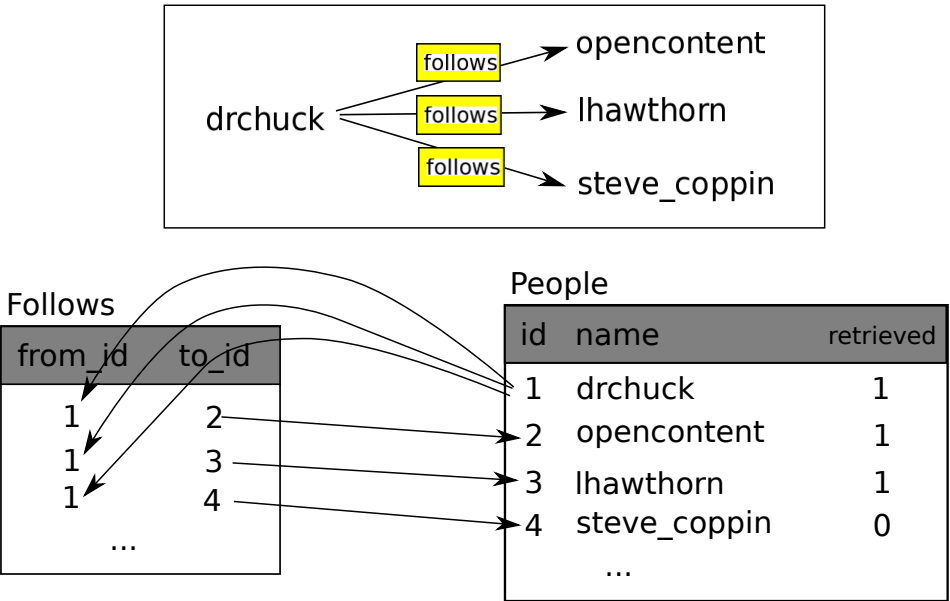 follows opencontent
drchuck follows lhawthorn
follows steve_coppin
Follows
from_id to_id
1 2
1 3
1 4
...
People
id name retrieved
1 drchuck 1
2 opencontent 1
3 lhawthorn 1
4 steve_coppin 0
...